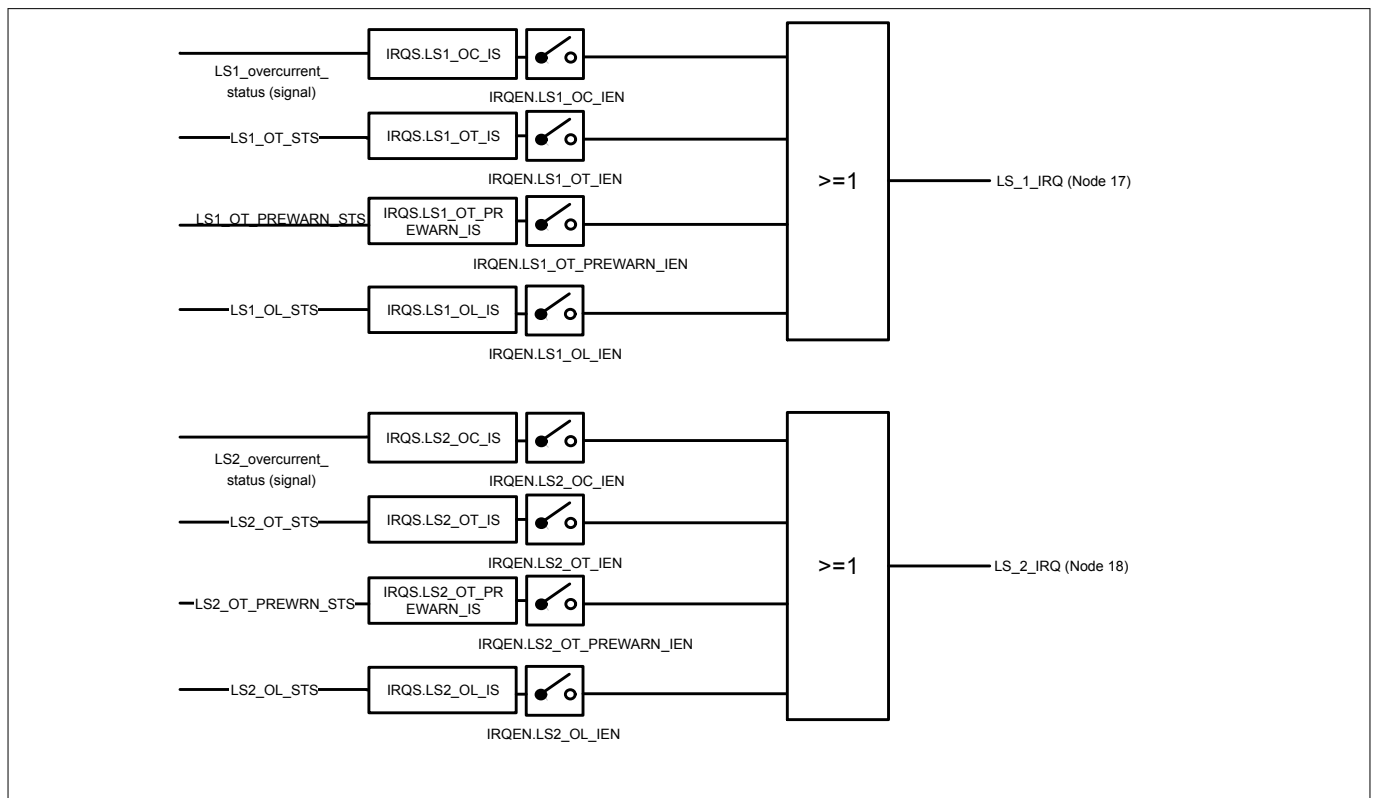 IRQS.LS1_OC_IS
LS1_overcurrent_
status (signal)
IRQEN.LS1_OC_IEN
LS1_OT_STS
IRQS.LS1_OT_IS
IRQEN.LS1_OT_IEN
>=1
LS_1_IRQ (Node 17)
LS1_OT_PREWARN_STS
IRQS.LS1_OT_PR
EWARN_IS
IRQEN.LS1_OT_PREWARN_IEN
LS1_OL_STS
IRQS.LS1_OL_IS
IRQEN.LS1_OL_IEN
IRQS.LS2_OC_IS
LS2_overcurrent_
status (signal)
IRQEN.LS2_OC_IEN
LS2_OT_STS
IRQS.LS2_OT_IS
IRQEN.LS2_OT_IEN
>=1
LS_2_IRQ (Node 18)
LS2_OT_PREWRN_STS
IRQS.LS2_OT_PR
EWARN_IS
IRQEN.LS2_OT_PREWARN_IEN
LS2_OL_STS
IRQS.LS2_OL_IS
IRQEN.LS2_OL_IEN